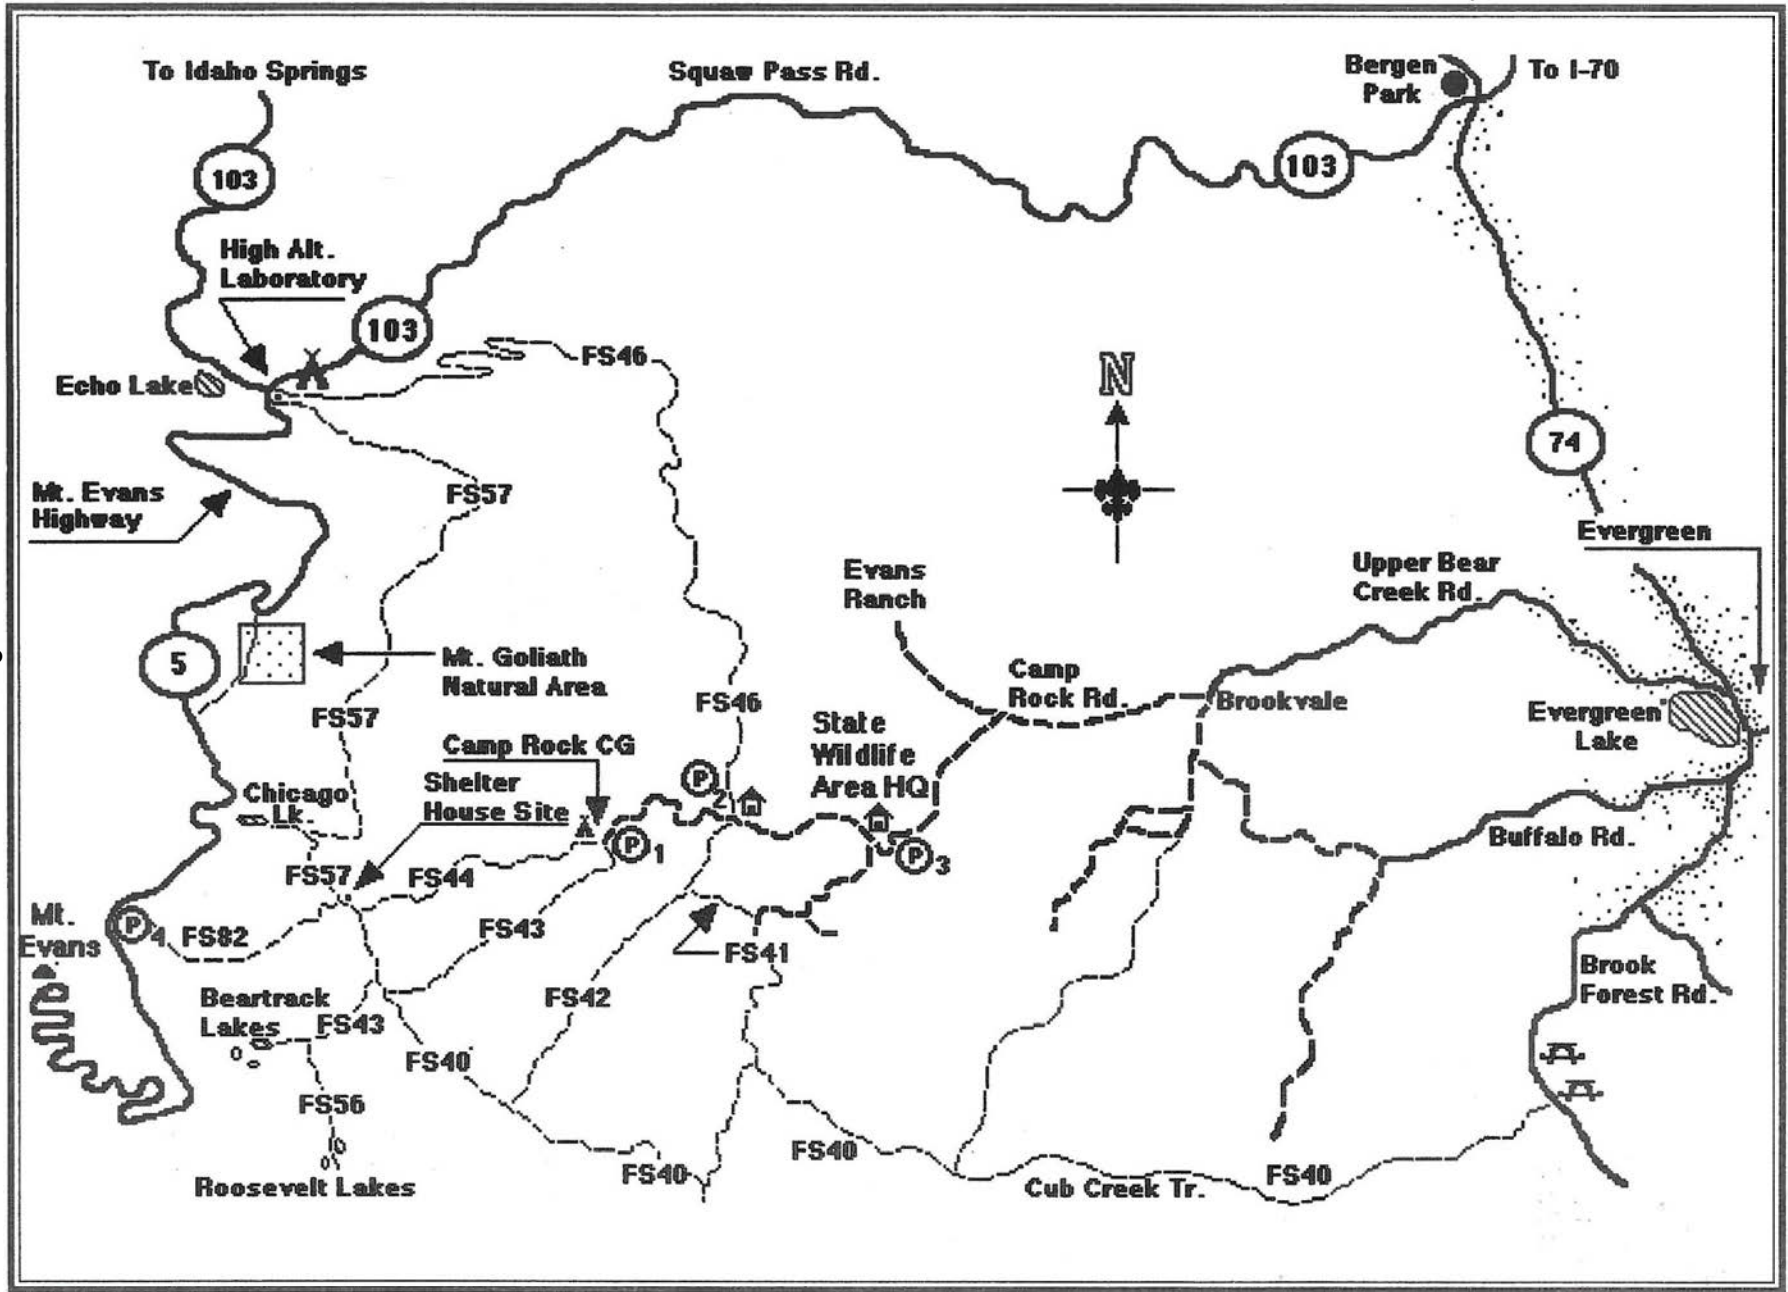 To Idaho Springs
Squaw Pass Rd.
Bergen
Park
To I-70
103
103
High Alt.
Laboratory
103
FS46
Echo Lake
N
74
Mt. Evans
Highway
FS57
Evergreen
Upper Bear
Creek Rd.
Evans
Ranch
5
Mt. Goliath
Natural Area
Camp
Rock Rd.
FS57
FS46
Brookvale
Evergreen
Lake
State
Wildlife
Area HQ
Camp Rock CG
Shelter
House Site
P
2
Chicago
Lk.
P
1
P
3
Buffalo Rd.
FS57
FS44
Mt.
Evans
P
4
FS82
FS43
FS41
Brook
Forest Rd.
Beartrack
Lakes
FS43
FS42
FS40
FS56
FS40
FS40
Cub Creek Tr.
FS40
Roosevelt Lakes